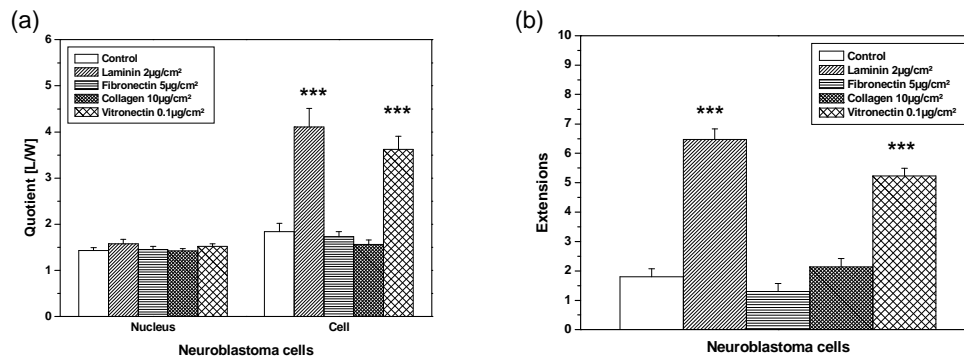 (a)
6
5
4
3
2
1
0
Quotient [L/W]
Control
Laminin 2µg/cm²
Fibronectin 5µg/cm²
Collagen 10µg/cm²
Vitronectin 0.1µg/cm²
***
***
Nucleus
Cell
Neuroblastoma cells
(b)
10
9
8
7
6
5
4
3
2
1
0
Extensions
Control
Laminin 2µg/cm²
Fibronectin 5µg/cm²
Collagen 10µg/cm²
Vitronectin 0.1µg/cm²
***
***
Neuroblastoma cells